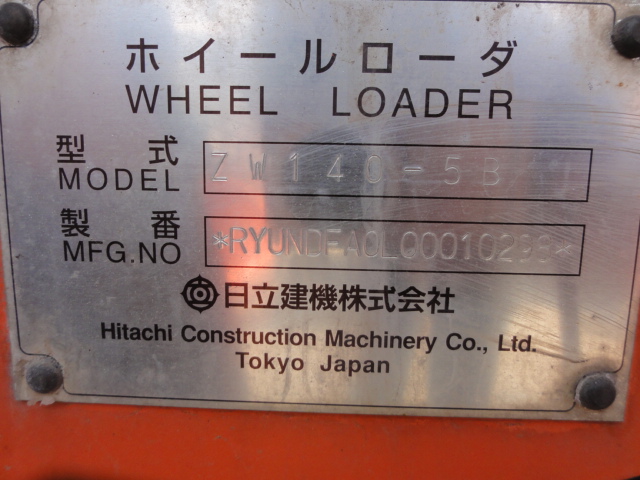 ホイールローダ
WHEEL LOADER
型式 ZW140-5B
MODEL
製番
MFG.NO
日立建機株式会社
Hitachi Construction Machinery Co., Ltd.
Tokyo Japan